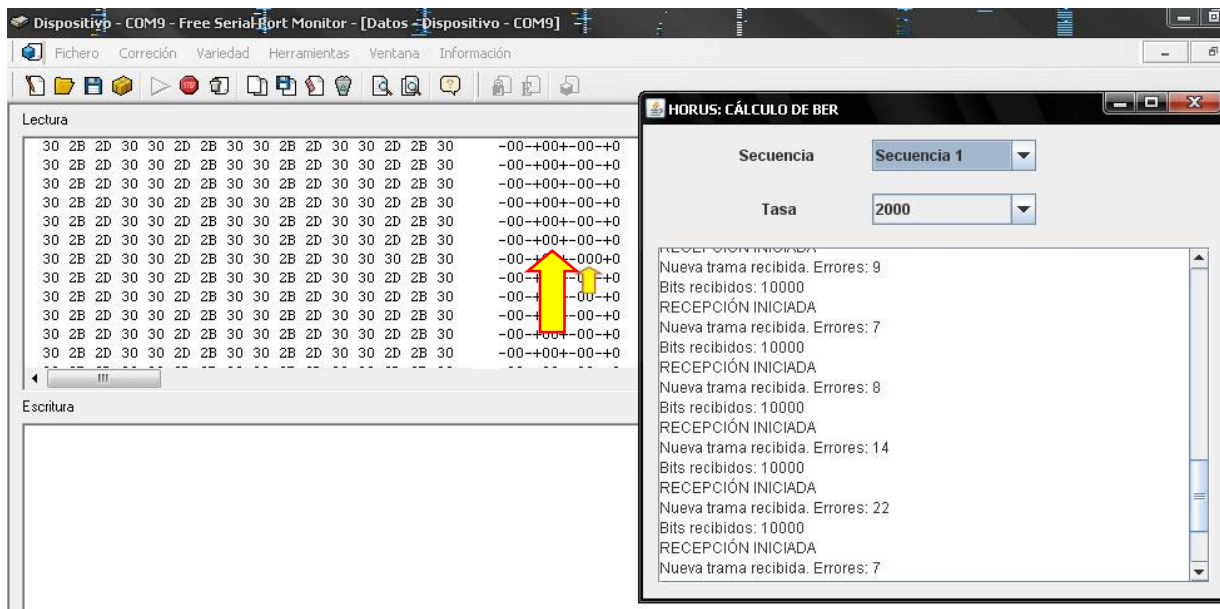 Dispositivo - COM9 - Free Serial Port Monitor - [Datos - Dispositivo - COM9]
Fichero Correción Variedad Herramientas Ventana Información
Lectura
30 2B 2D 30 30 2D 2B 30 30 2B 2D 30 30 2D 2B 30 -00-+00+-00-+0
30 2B 2D 30 30 2D 2B 30 30 2B 2D 30 30 2D 2B 30 -00-+00+-00-+0
30 2B 2D 30 30 2D 2B 30 30 2B 2D 30 30 2D 2B 30 -00-+00+-00-+0
30 2B 2D 30 30 2D 2B 30 30 2B 2D 30 30 2D 2B 30 -00-+00+-00-+0
30 2B 2D 30 30 2D 2B 30 30 2B 2D 30 30 2D 2B 30 -00-+00+-00-+0
30 2B 2D 30 30 2D 2B 30 30 2B 2D 30 30 2D 2B 30 -00-+00+-00-+0
30 2B 2D 30 30 2D 2B 30 30 2B 2D 30 30 2D 2B 30
30 2B 2D 30 30 2D 2B 30 30 2B 2D 30 30 2D 2B 30
30 2B 2D 30 30 2D 2B 30 30 2B 2D 30 30 2D 2B 30
30 2B 2D 30 30 2D 2B 30 30 2B 2D 30 30 2D 2B 30
30 2B 2D 30 30 2D 2B 30 30 2B 2D 30 30 2D 2B 30
30 2B 2D 30 30 2D 2B 30 30 2B 2D 30 30 2D 2B 30 -00-+00+-00-+0
Escritura
HORUS: CÁLCULO DE BER
Secuencia Secuencia 1
Tasa 2000
RECEPCIÓN INICIADA
Nueva trama recibida. Errores: 9
Bits recibidos: 10000
RECEPCIÓN INICIADA
Nueva trama recibida. Errores: 7
Bits recibidos: 10000
RECEPCIÓN INICIADA
Nueva trama recibida. Errores: 8
Bits recibidos: 10000
RECEPCIÓN INICIADA
Nueva trama recibida. Errores: 14
Bits recibidos: 10000
RECEPCIÓN INICIADA
Nueva trama recibida. Errores: 22
Bits recibidos: 10000
RECEPCIÓN INICIADA
Nueva trama recibida. Errores: 7